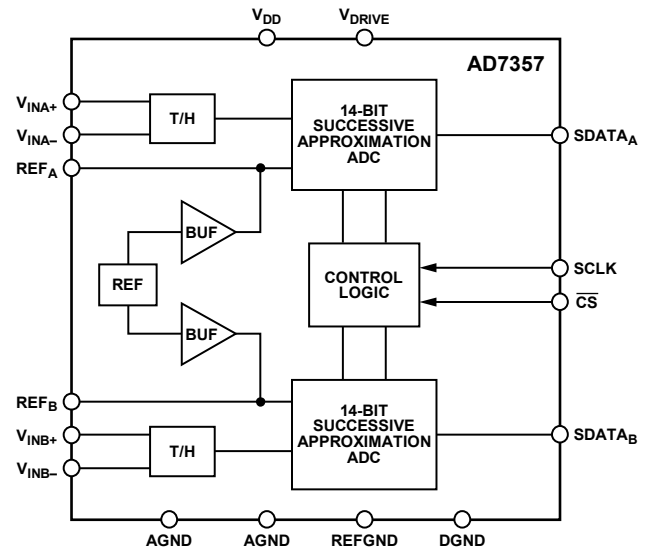 VDD
VDRIVE
AD7357
VINA+
VINA–
REFA
T/H
14-BIT
SUCCESSIVE
APPROXIMATION
ADC
SDATAA
BUF
REF
BUF
CONTROL
LOGIC
SCLK
CS
REFB
VINB+
VINB–
T/H
14-BIT
SUCCESSIVE
APPROXIMATION
ADC
SDATAB
AGND
AGND
REFGND
DGND